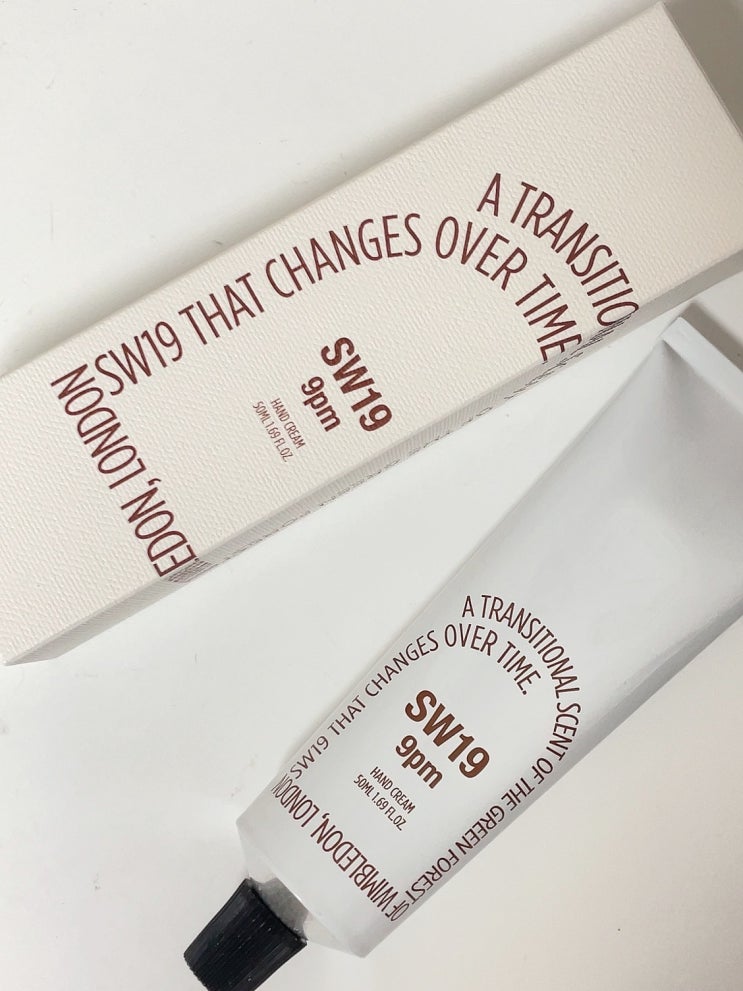 A TRANSITIO
SW19 THAT CHANGES OVER TIME.
EDON, LONDON
SW19
9pm
HAND CREAM
50ML 1.69 FL.OZ.
A TRANSITIONAL SCENT OF THE GREEN FOREST
OF WIMBLEDON, LONDON
SW19 THAT CHANGES OVER TIME.
SW19
9pm
HAND CREAM
50ML 1.69 FL.OZ.